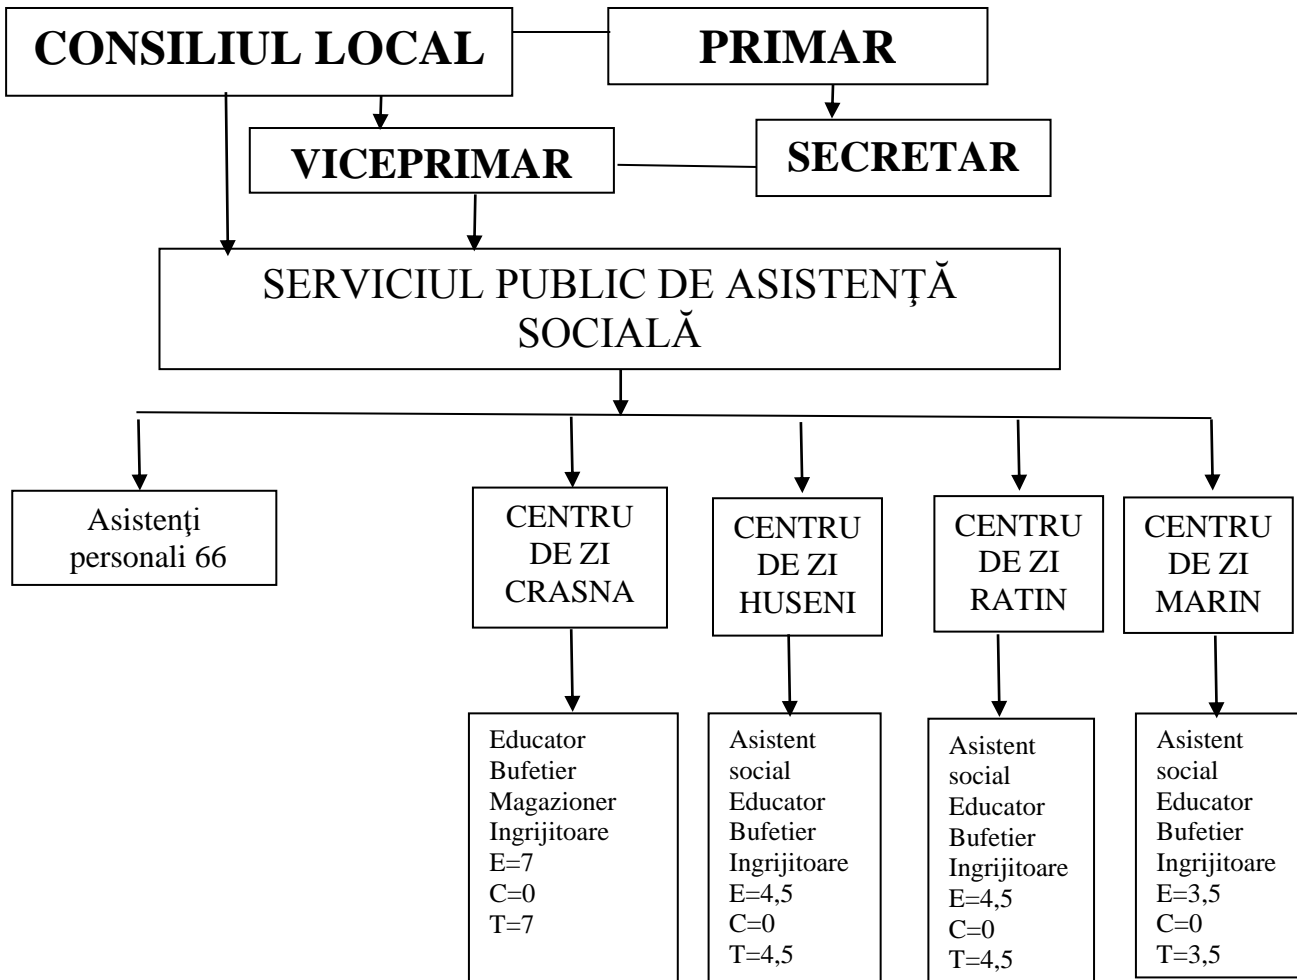 CONSILIUL LOCAL
PRIMAR
VICEPRIMAR
SECRETAR
SERVICIUL PUBLIC DE ASISTENŢĂ
SOCIALĂ
Asistenţi
personali 66
CENTRU
DE ZI
CRASNA
CENTRU
DE ZI
HUSENI
CENTRU
DE ZI
RATIN
CENTRU
DE ZI
MARIN
Educator
Bufetier
Magazioner
Ingrijitoare
E=7
C=0
T=7
Asistent
social
Educator
Bufetier
Ingrijitoare
E=4,5
C=0
T=4,5
Asistent
social
Educator
Bufetier
Ingrijitoare
E=4,5
C=0
T=4,5
Asistent
social
Educator
Bufetier
Ingrijitoare
E=3,5
C=0
T=3,5